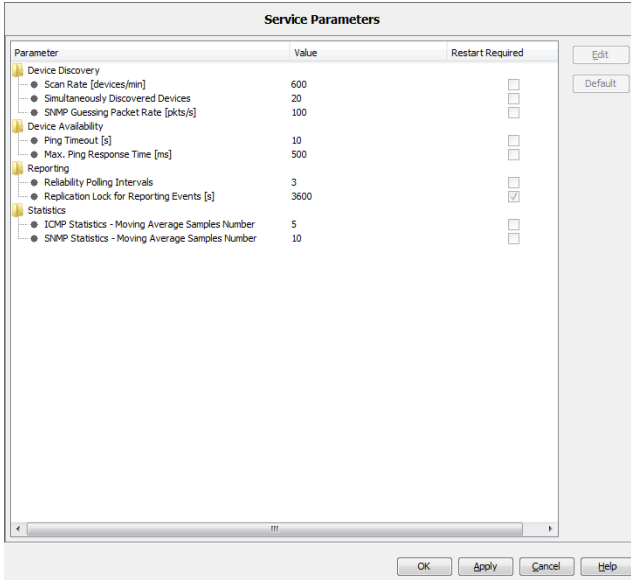 Service Parameters
Parameter Value Restart Required
Edit
Device Discovery
Scan Rate [devices/min] 600
Default
Simultaneously Discovered Devices 20
SNMP Guessing Packet Rate [pkts/s] 100
Device Availability
Ping Timeout [s] 10
Max. Ping Response Time [ms] 500
Reporting
Reliability Polling Intervals 3
Replication Lock for Reporting Events [s] 3600
Statistics
ICMP Statistics - Moving Average Samples Number 5
SNMP Statistics - Moving Average Samples Number 10
OK Apply Cancel Help